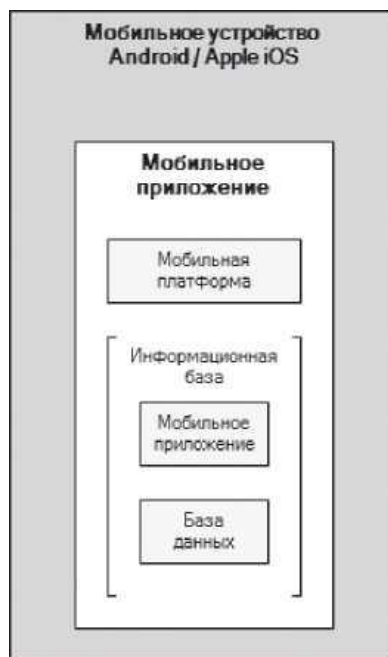 Мобильное устройство
Android / Apple iOS
Мобильное
приложение
Мобильная
платформа
Информационная
база
Мобильное
приложение
База
данных